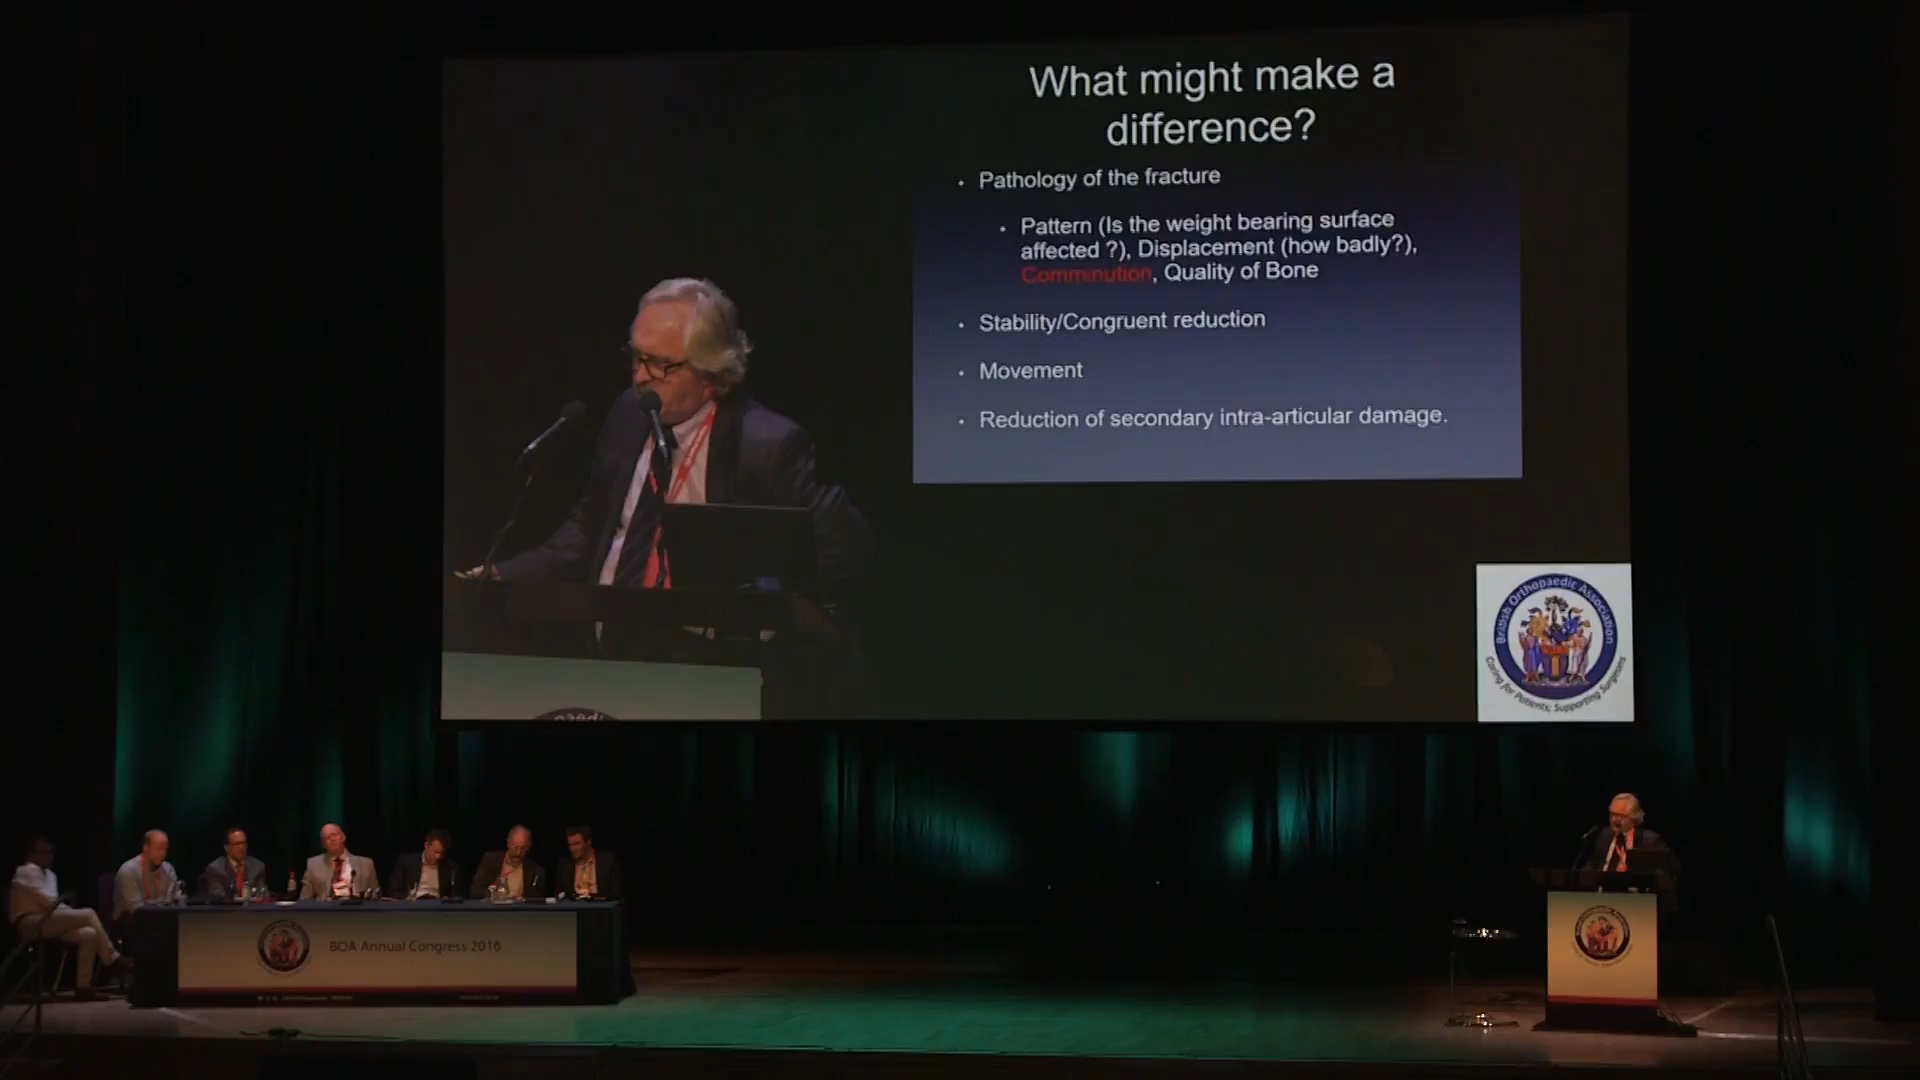 What might make a
difference?
• Pathology of the fracture
• Pattern (Is the weight bearing surface
affected ?), Displacement (how badly?),
Comminution, Quality of Bone
• Stability/Congruent reduction
• Movement
• Reduction of secondary intra-articular damage.
British Orthopaedic Association
Caring for Patients; Supporting Surgeons
BOA Annual Congress 2016